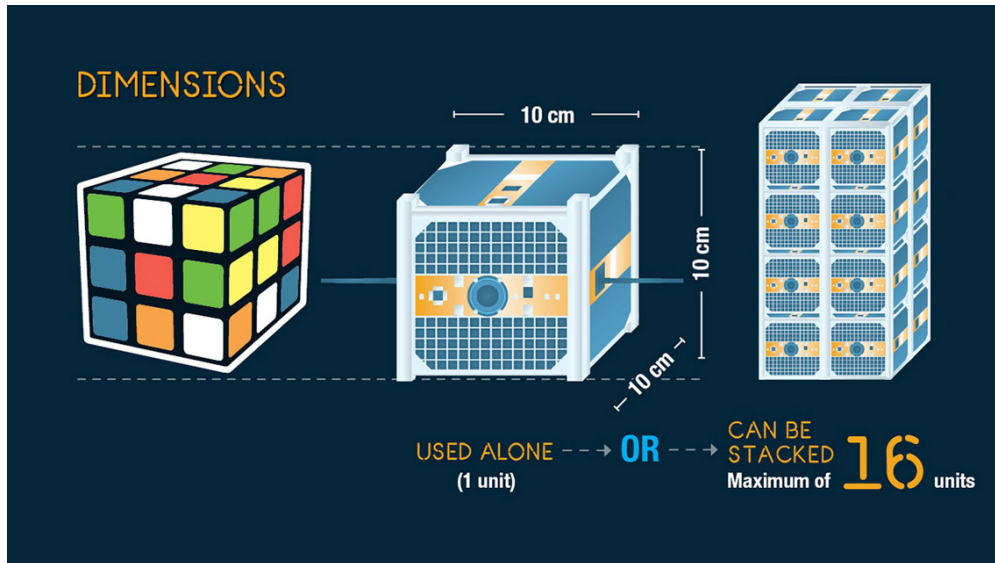 DIMENSIONS
10 cm
10 cm
10 cm
USED ALONE
(1 unit)
OR
CAN BE
STACKED
Maximum of 16 units